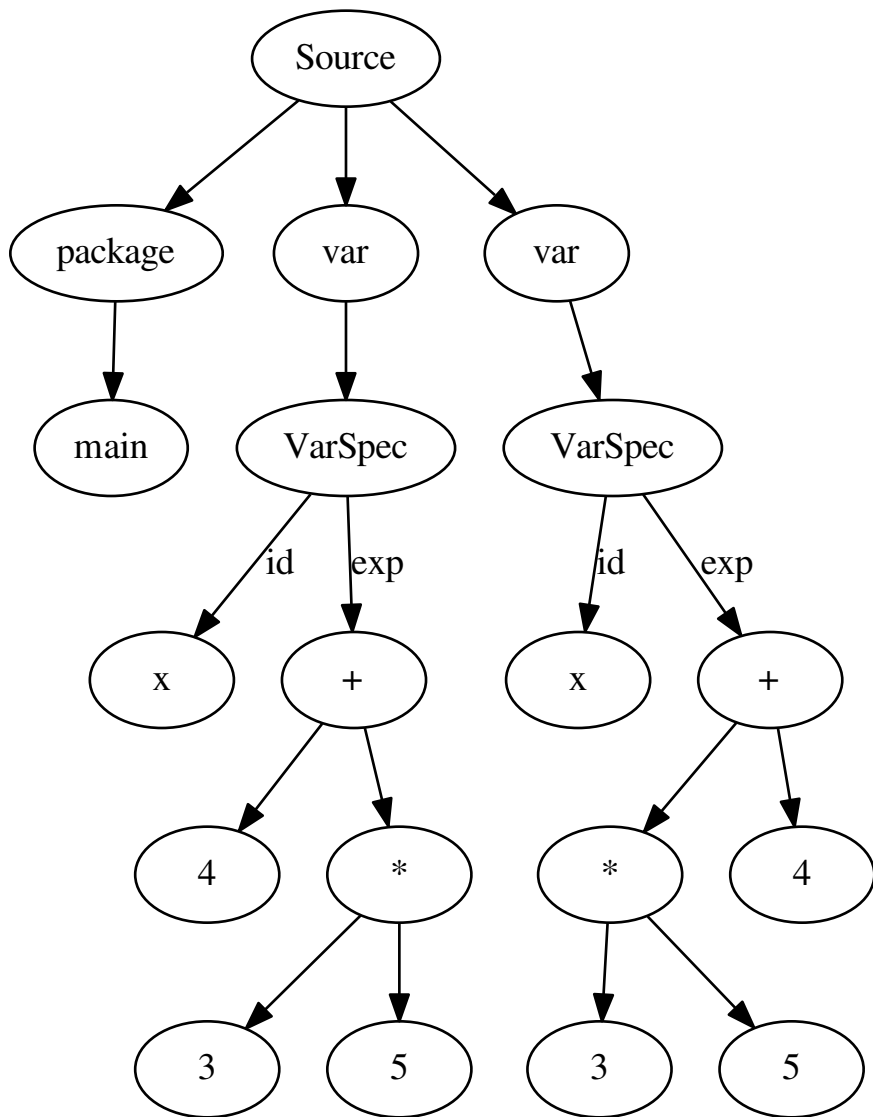 Source
package
var
var
main
VarSpec
VarSpec
id
exp
id
exp
x
+
x
+
4
*
*
4
3
5
3
5